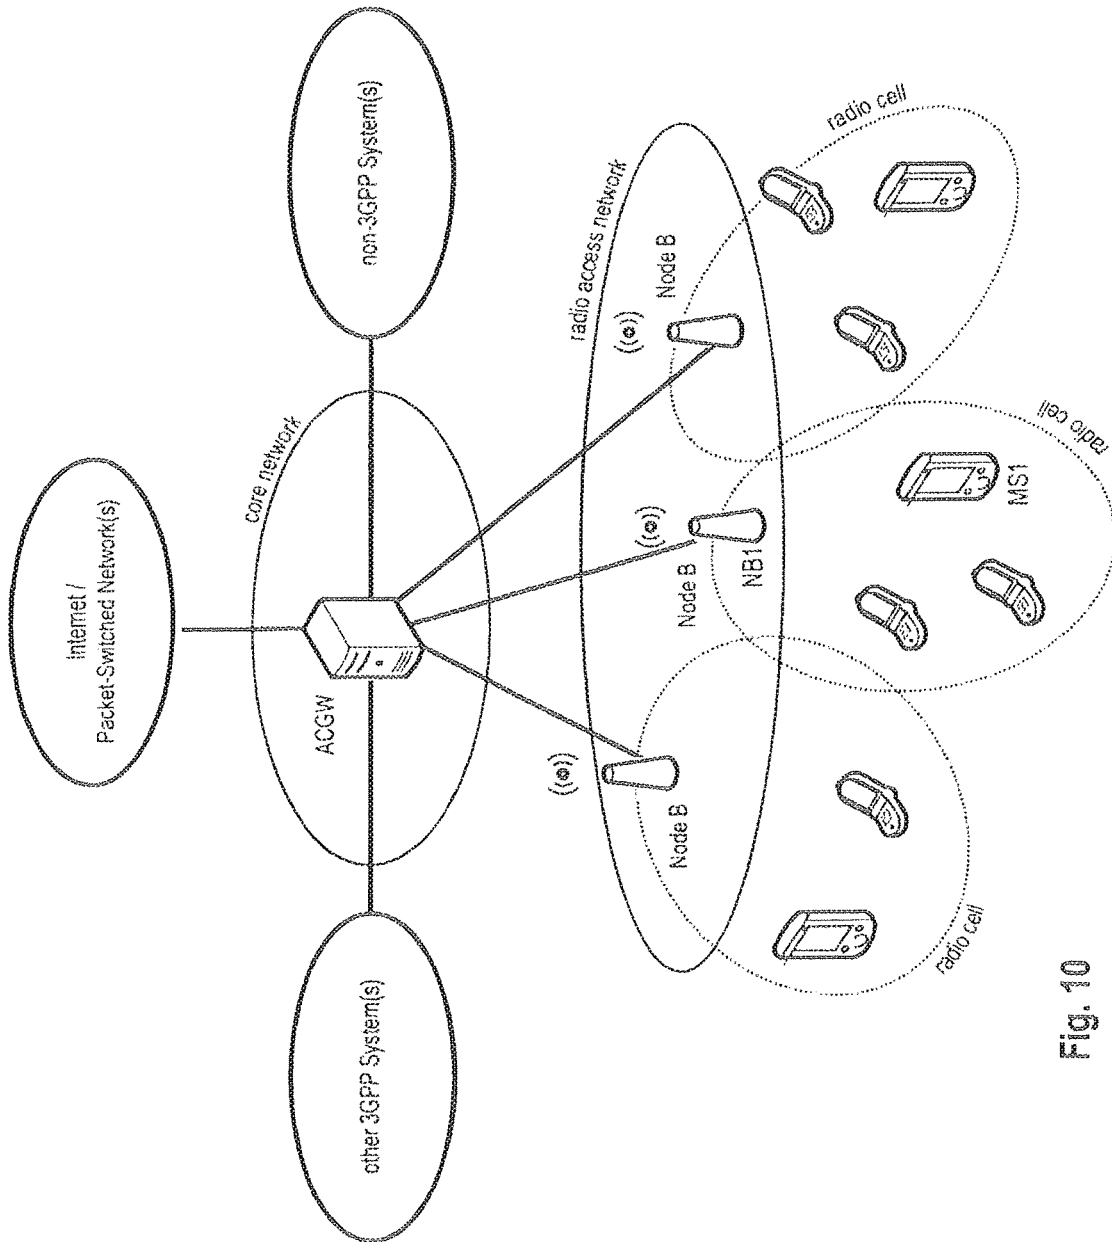 Internet /
Packet-Switched Network(s)
core network
ACGW
other 3GPP System(s)
non-3GPP System(s)
radio access network
Node B
Node B
NB1
Node B
radio cell
MS1
radio cell
radio cell
Fig. 10